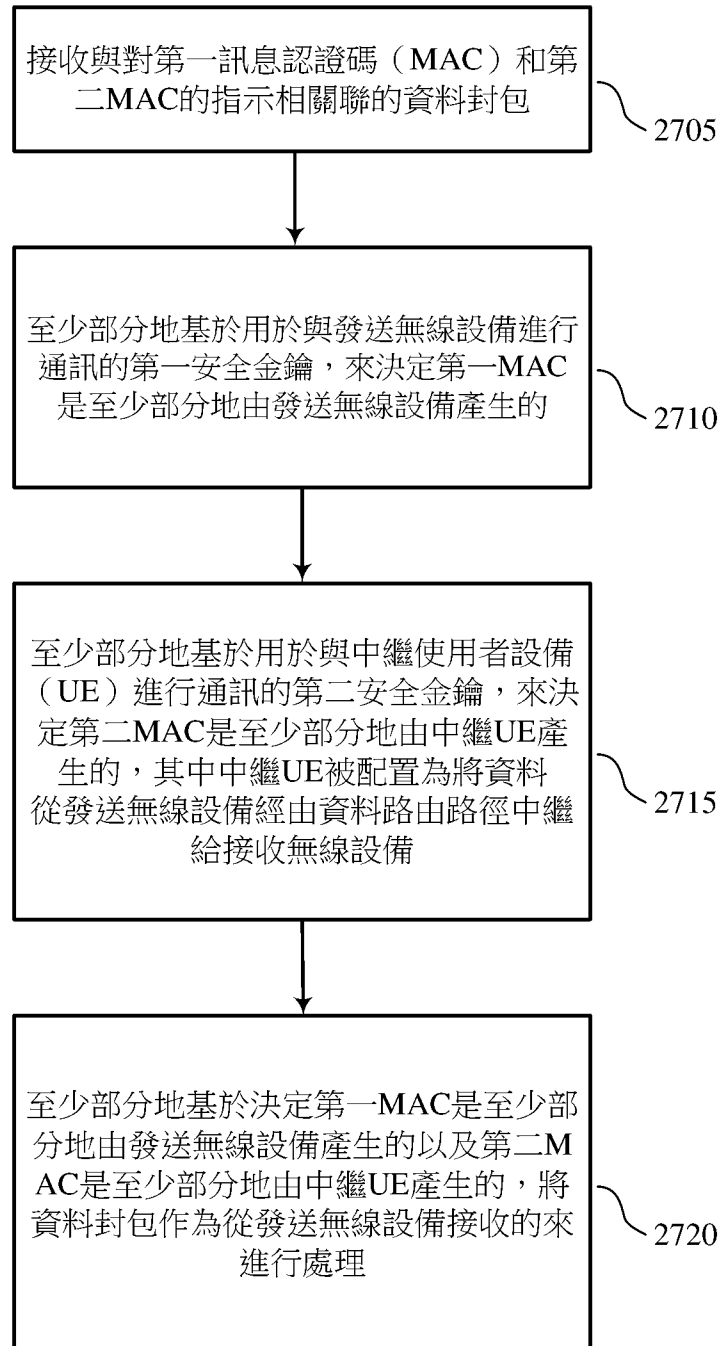 接收與對第一訊息認證碼（MAC）和第
二MAC的指示相關聯的資料封包
2705
至少部分地基於用於與發送無線設備進行
通訊的第一安全金鑰，來決定第一MAC
是至少部分地由發送無線設備產生的
2710
至少部分地基於用於與中繼使用者設備
（UE）進行通訊的第二安全金鑰，來決
定第二MAC是至少部分地由中繼UE產
生的，其中中繼UE被配置為將資料
從發送無線設備經由資料路由路徑中繼
給接收無線設備
2715
至少部分地基於決定第一MAC是至少部
分地由發送無線設備產生的以及第二M
AC是至少部分地由中繼UE產生的，將
資料封包作為從發送無線設備接收的來
進行處理
2720